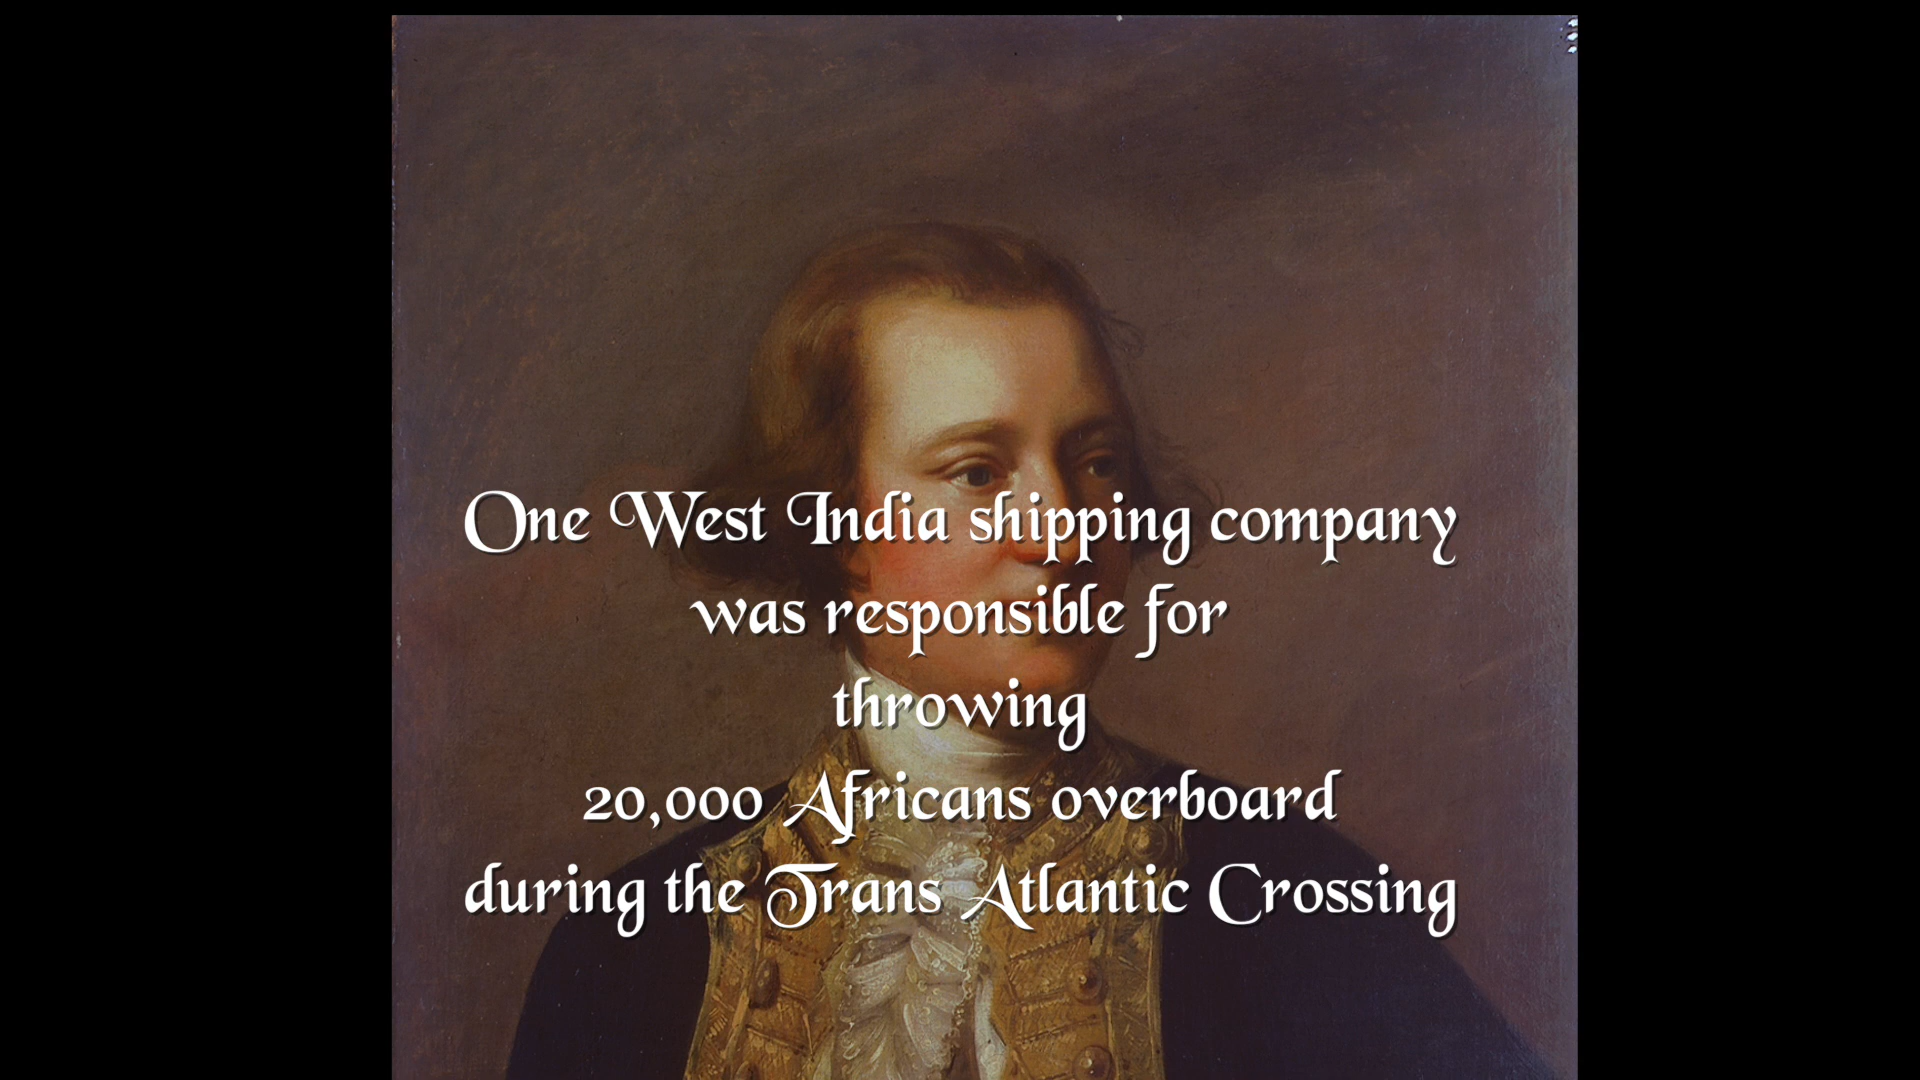 One West India shipping company
was responsible for
throwing
20,000 Africans overboard
during the Trans Atlantic Crossing